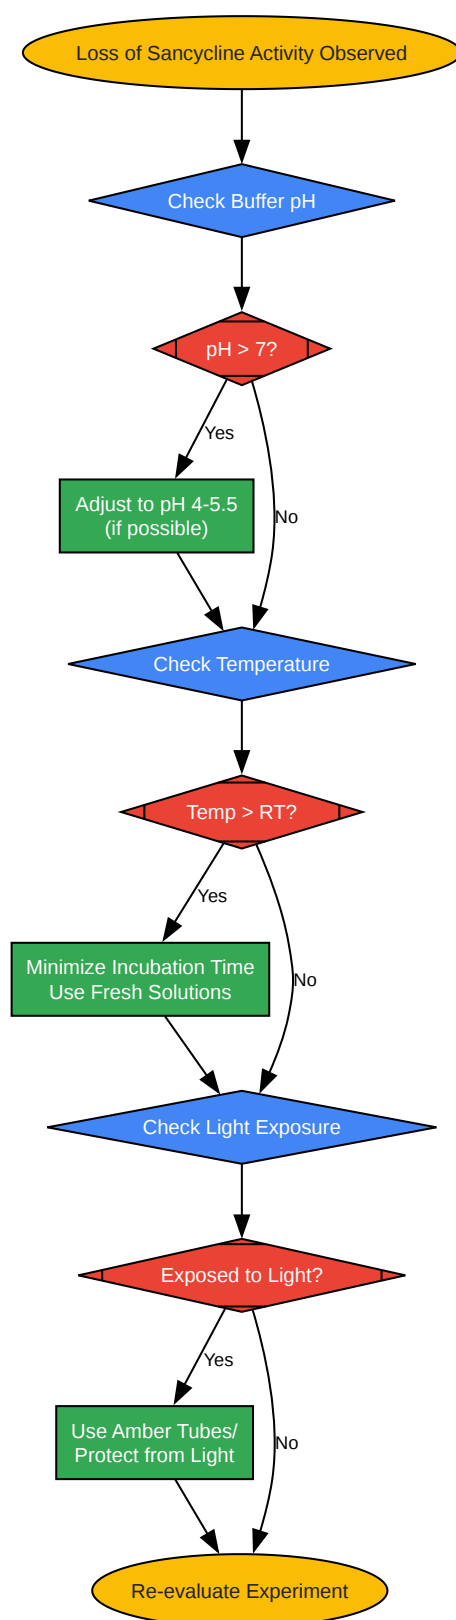 Loss of Sancycline Activity Observed
Check Buffer pH
pH > 7?
Yes
Adjust to pH 4-5.5
(if possible)
No
Check Temperature
Temp > RT?
Yes
Minimize Incubation Time
Use Fresh Solutions
No
Check Light Exposure
Exposed to Light?
Yes
Use Amber Tubes/
Protect from Light
No
Re-evaluate Experiment